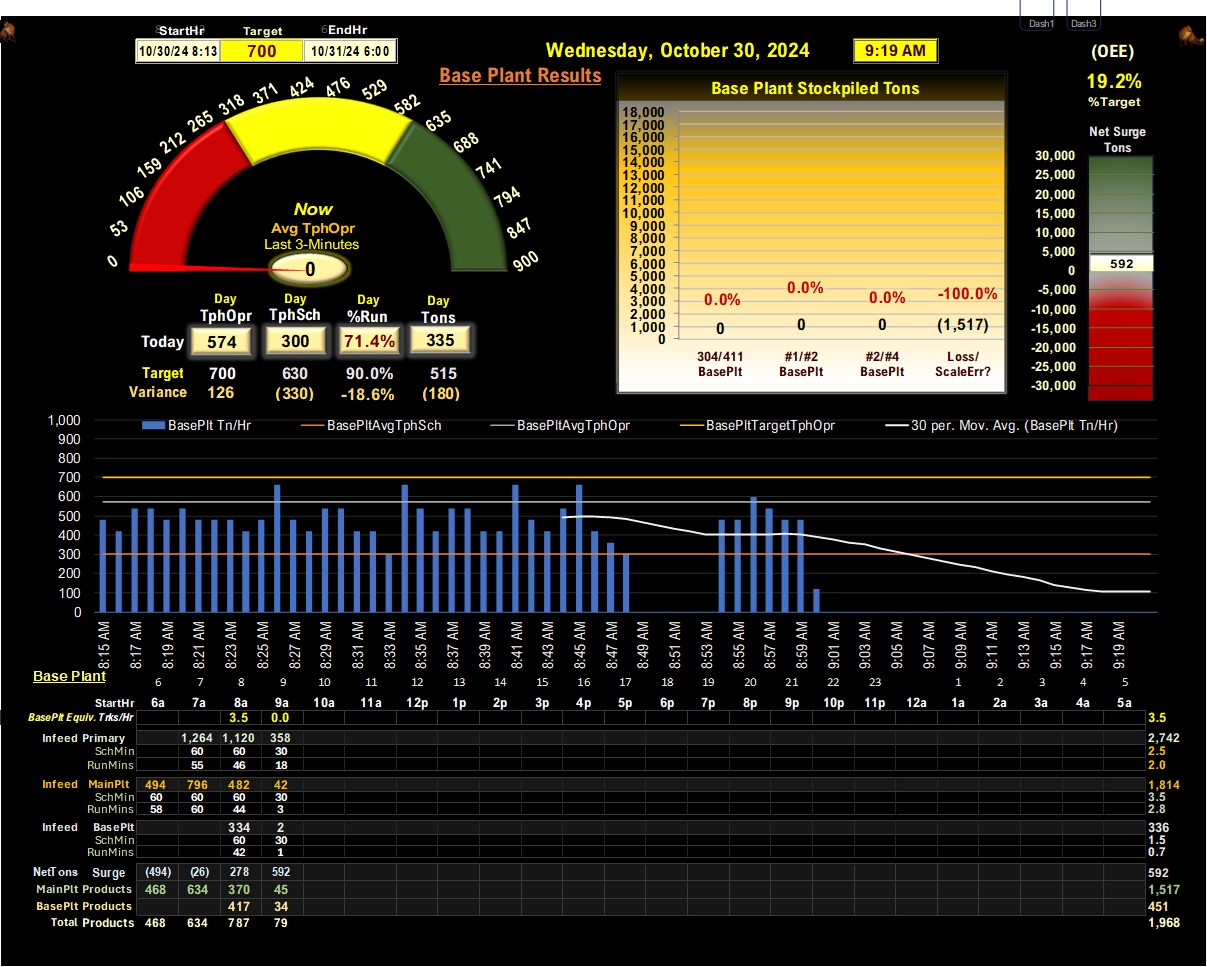 Dash1 Dash3
StartHr Target EndHr
10/30/24 8:13 700 10/31/24 6:00
Wednesday, October 30, 2024 9:19 AM
(OEE)
19.2%
%Target
Base Plant Results
0 53 106 159 212 265 318 371 424 476 529 582 635 688 741 794 847 900
Now
Avg TphOpr
Last 3-Minutes
0
Day Day Day Day
TphOpr TphSch %Run Tons
Today 574 300 71.4% 335
Target 700 630 90.0% 515
Variance 126 (330) -18.6% (180)
Base Plant Stockpiled Tons
18,000
17,000
16,000
15,000
14,000
13,000
12,000
11,000
10,000
9,000
8,000
7,000
6,000
5,000
4,000
3,000
2,000
1,000
0
0.0% 0.0% 0.0% -100.0%
0 0 0 (1,517)
304/411 #1/#2 #2/#4 Loss/
BasePlt BasePlt BasePlt ScaleErr?
Net Surge
Tons
30,000
25,000
20,000
15,000
10,000
5,000
0
-5,000
-10,000
-15,000
-20,000
-25,000
-30,000
592
BasePlt Tn/Hr BasePltAvgTphSch BasePltAvgTphOpr BasePltTargetTphOpr 30 per. Mov. Avg. (BasePlt Tn/Hr)
1,000
900
800
700
600
500
400
300
200
100
0
8:15 AM 8:17 AM 8:19 AM 8:21 AM 8:23 AM 8:25 AM 8:27 AM 8:29 AM 8:31 AM 8:33 AM 8:35 AM 8:37 AM 8:39 AM 8:41 AM 8:43 AM 8:45 AM 8:47 AM 8:49 AM 8:51 AM 8:53 AM 8:55 AM 8:57 AM 8:59 AM 9:01 AM 9:03 AM 9:05 AM 9:07 AM 9:09 AM 9:11 AM 9:13 AM 9:15 AM 9:17 AM 9:19 AM
Base Plant
6 7 8 9 10 11 12 13 14 15 16 17 18 19 20 21 22 23 1 2 3 4 5
StartHr 6a 7a 8a 9a 10a 11a 12p 1p 2p 3p 4p 5p 6p 7p 8p 9p 10p 11p 12a 1a 2a 3a 4a 5a
BasePlt Equiv. Trks/Hr 3.5 0.0 3.5
Infeed Primary 1,264 1,120 358 2,742
SchMin 60 60 30 2.5
RunMins 55 46 18 2.0
Infeed MainPlt 494 796 482 42 1,814
SchMin 60 60 60 30 3.5
RunMins 58 60 44 3 2.8
Infeed BasePlt 334 2 336
SchMin 60 30 1.5
RunMins 42 1 0.7
NetTons Surge (494) (26) 278 592 592
MainPlt Products 468 634 370 45 1,517
BasePlt Products 417 34 451
Total Products 468 634 787 79 1,968